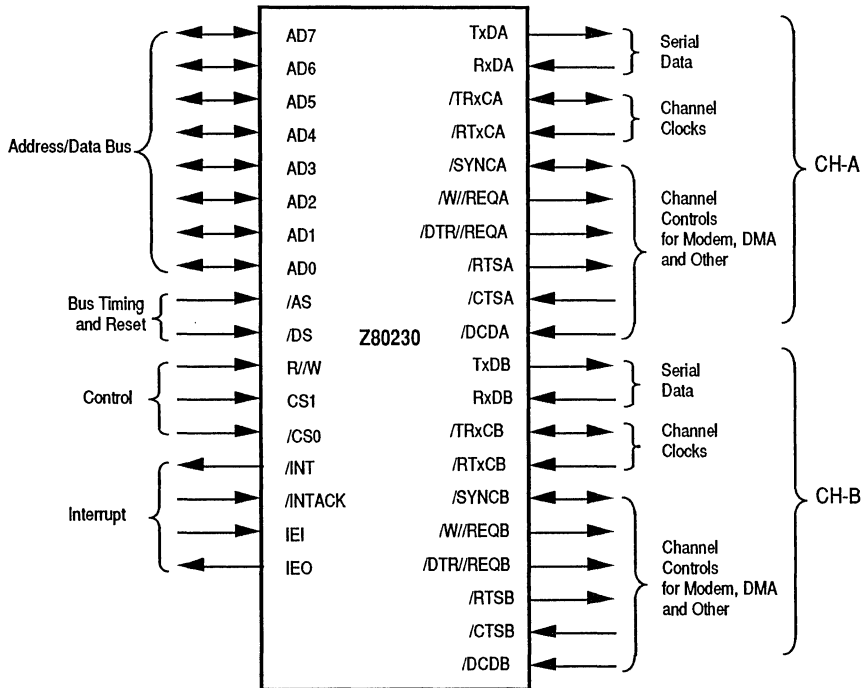 Address/Data Bus
Bus Timing
and Reset
Control
Interrupt
AD7
AD6
AD5
AD4
AD3
AD2
AD1
AD0
/AS
/DS
R//W
CS1
/CS0
/INT
/INTACK
IEI
IEO
Z80230
TxDA
RxDA
/TRxCA
/RTxCA
/SYNCA
/W//REQA
/DTR//REQA
/RTSA
/CTSA
/DCDA
TxDB
RxDB
/TRxCB
/RTxCB
/SYNCB
/W//REQB
/DTR//REQB
/RTSB
/CTSB
/DCDB
Serial
Data
Channel
Clocks
Channel
Controls
for Modem, DMA
and Other
CH-A
Serial
Data
Channel
Clocks
Channel
Controls
for Modem, DMA
and Other
CH-B